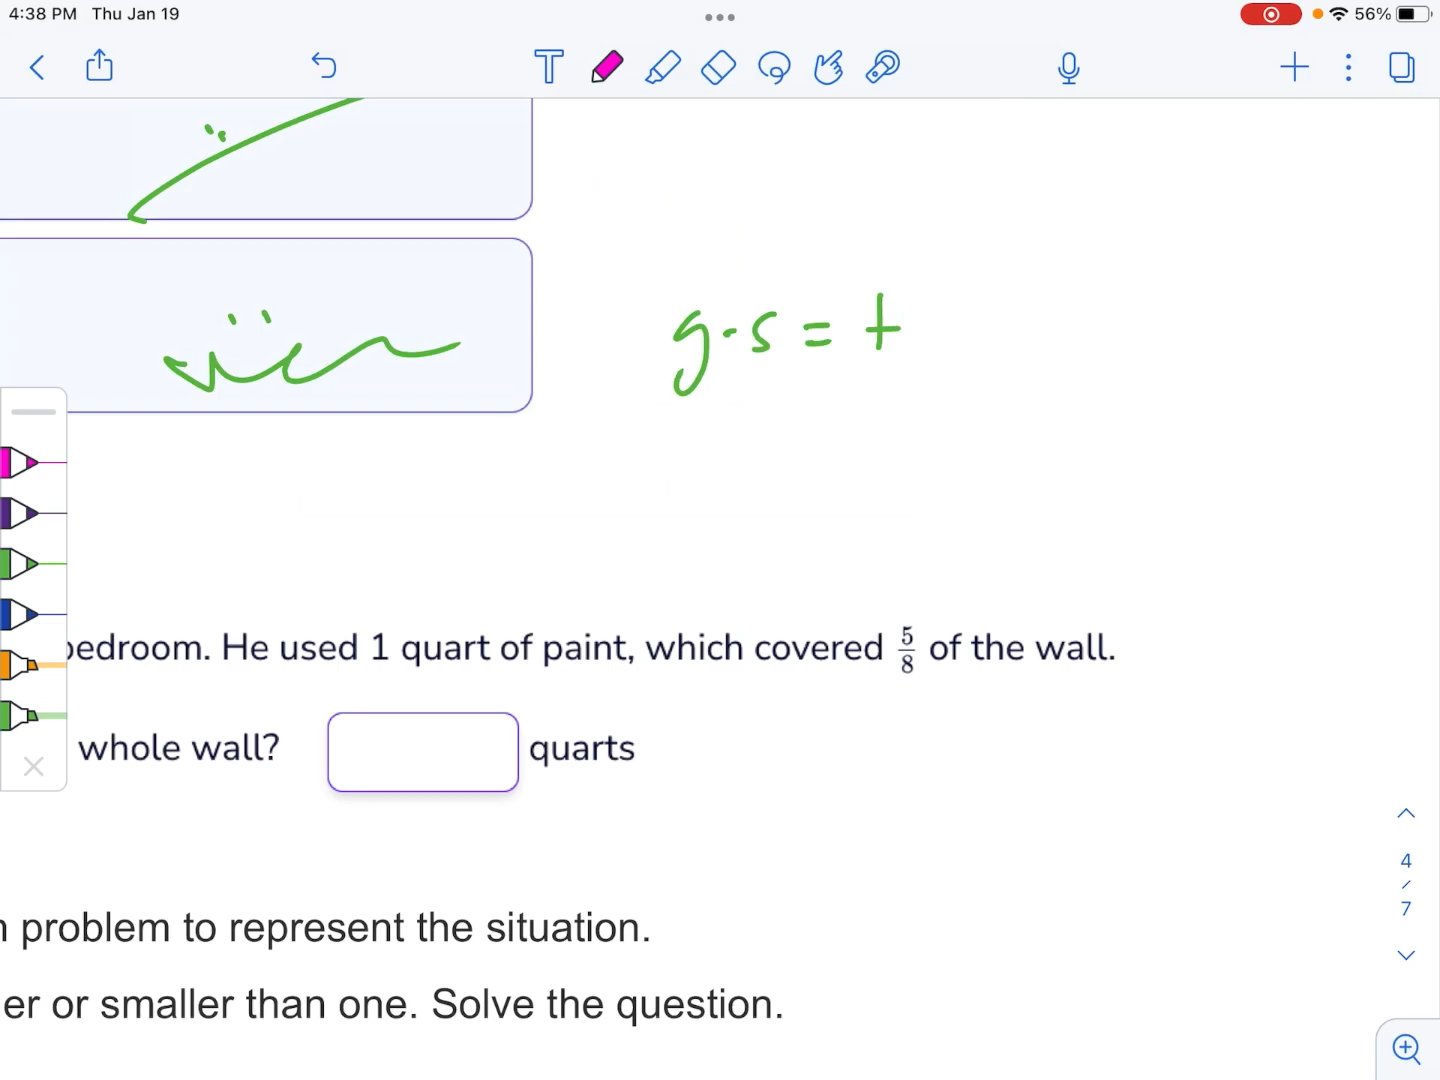 4:38 PM Thu Jan 19
56%
T
g·s = t
bedroom. He used 1 quart of paint, which covered 5/8 of the wall.
whole wall? quarts
4
/
7
problem to represent the situation.
er or smaller than one. Solve the question.